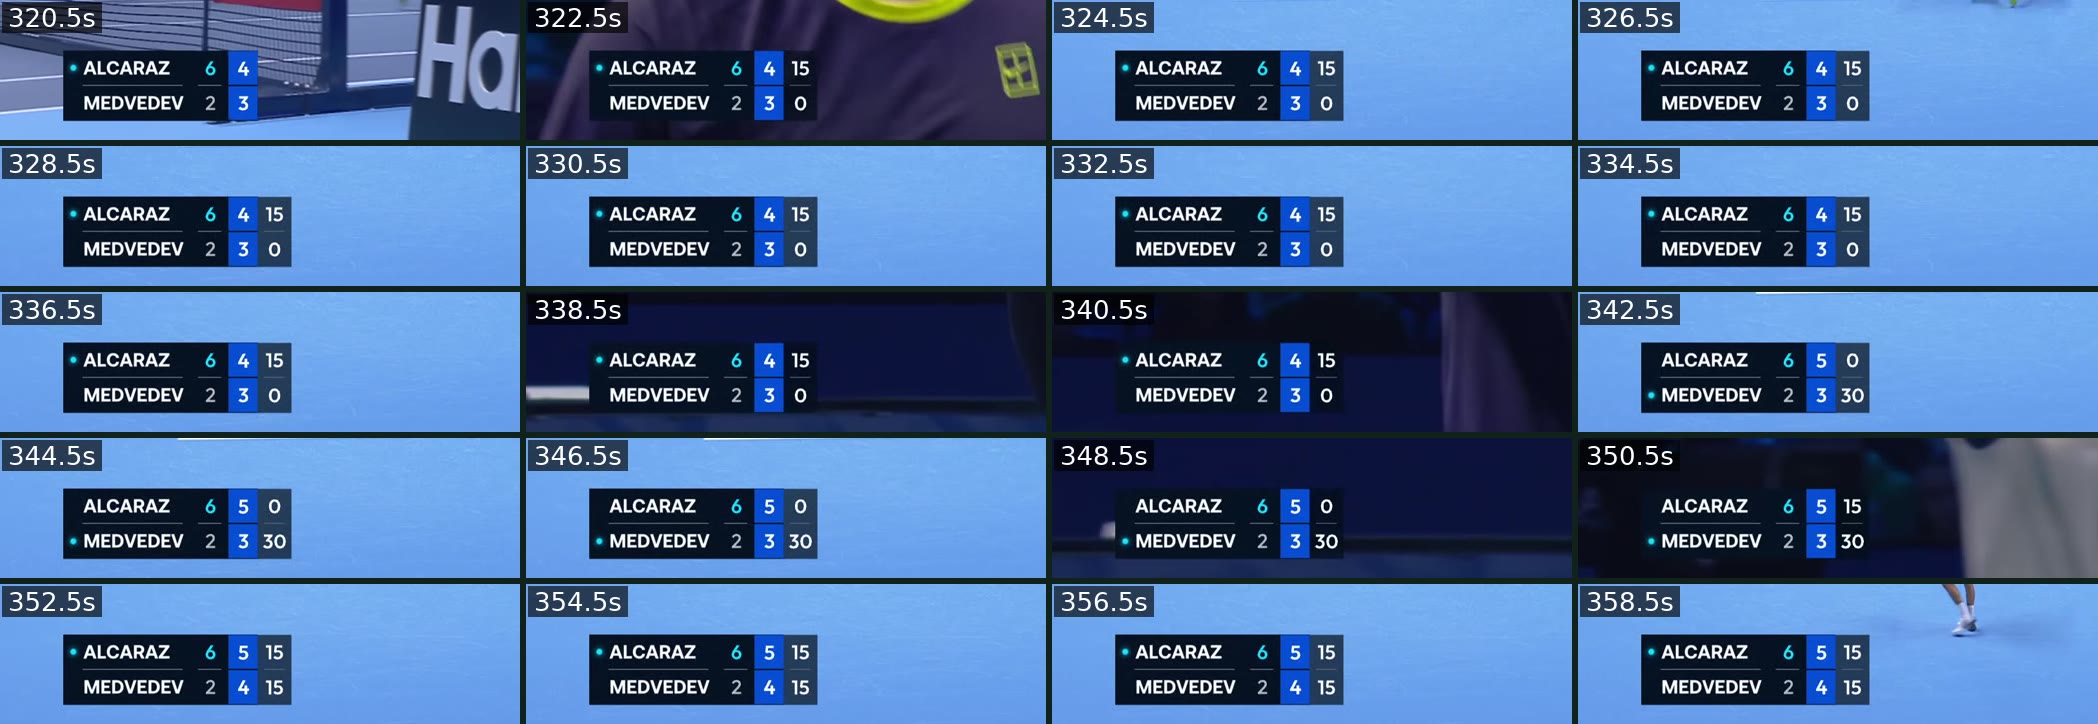 320.5s
Ha
ALCARAZ 6 4
MEDVEDEV 2 3
322.5s
ALCARAZ 6 4 15
MEDVEDEV 2 3 0
324.5s
ALCARAZ 6 4 15
MEDVEDEV 2 3 0
326.5s
ALCARAZ 6 4 15
MEDVEDEV 2 3 0
328.5s
ALCARAZ 6 4 15
MEDVEDEV 2 3 0
330.5s
ALCARAZ 6 4 15
MEDVEDEV 2 3 0
332.5s
ALCARAZ 6 4 15
MEDVEDEV 2 3 0
334.5s
ALCARAZ 6 4 15
MEDVEDEV 2 3 0
336.5s
ALCARAZ 6 4 15
MEDVEDEV 2 3 0
338.5s
ALCARAZ 6 4 15
MEDVEDEV 2 3 0
340.5s
ALCARAZ 6 4 15
MEDVEDEV 2 3 0
342.5s
ALCARAZ 6 5 0
MEDVEDEV 2 3 30
344.5s
ALCARAZ 6 5 0
MEDVEDEV 2 3 30
346.5s
ALCARAZ 6 5 0
MEDVEDEV 2 3 30
348.5s
ALCARAZ 6 5 0
MEDVEDEV 2 3 30
350.5s
ALCARAZ 6 5 15
MEDVEDEV 2 3 30
352.5s
ALCARAZ 6 5 15
MEDVEDEV 2 4 15
354.5s
ALCARAZ 6 5 15
MEDVEDEV 2 4 15
356.5s
ALCARAZ 6 5 15
MEDVEDEV 2 4 15
358.5s
ALCARAZ 6 5 15
MEDVEDEV 2 4 15